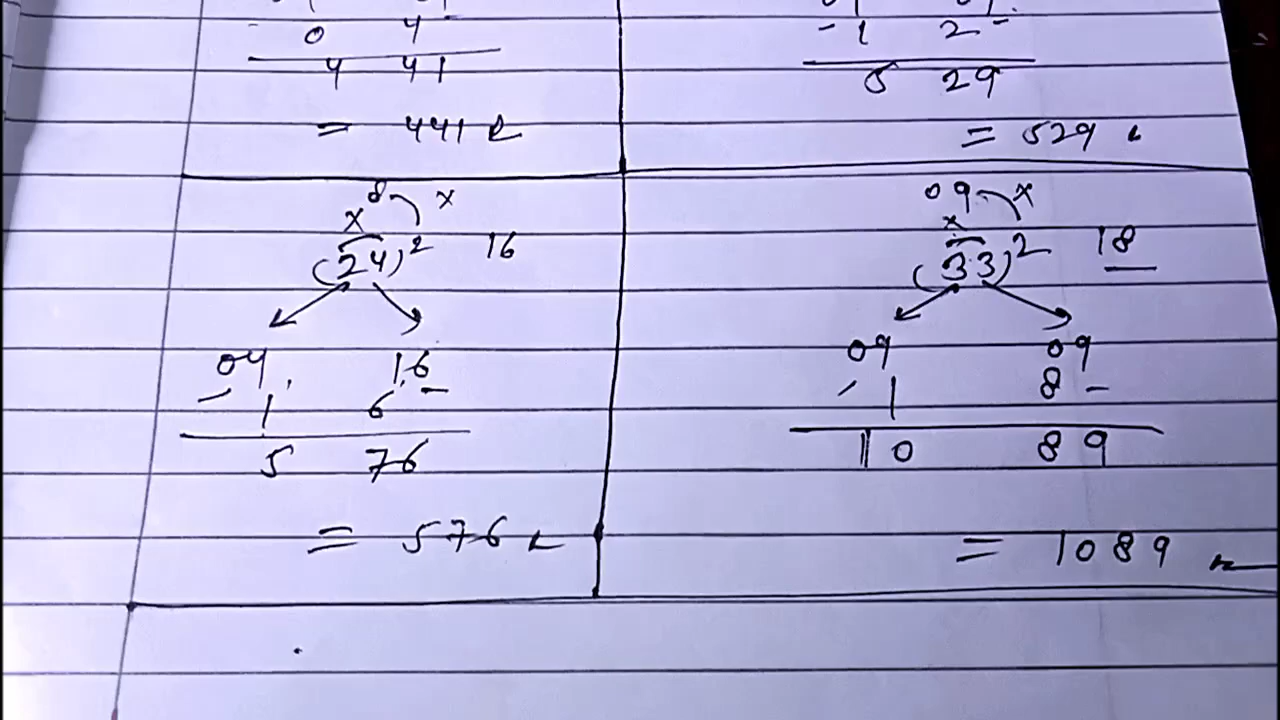 - 0 4 -
4 41
= 441
- 1 2 -
5 29
= 529
8 x
x
(24)² 16
04 16
- 1 6 -
5 76
= 576
09 x
x
(33)² 18
09 09
- 1 8 -
10 89
= 1089